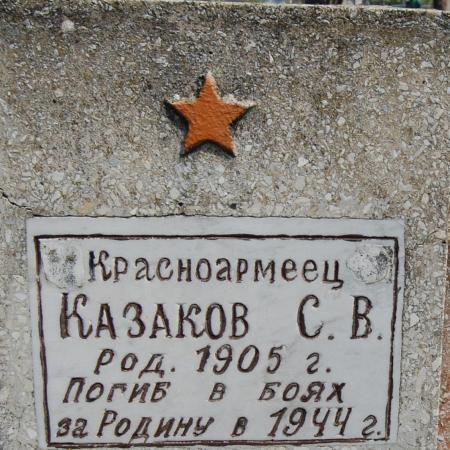 Красноармеец
Казаков С. В.
род. 1905 г.
Погиб в боях
за Родину в 1944 г.